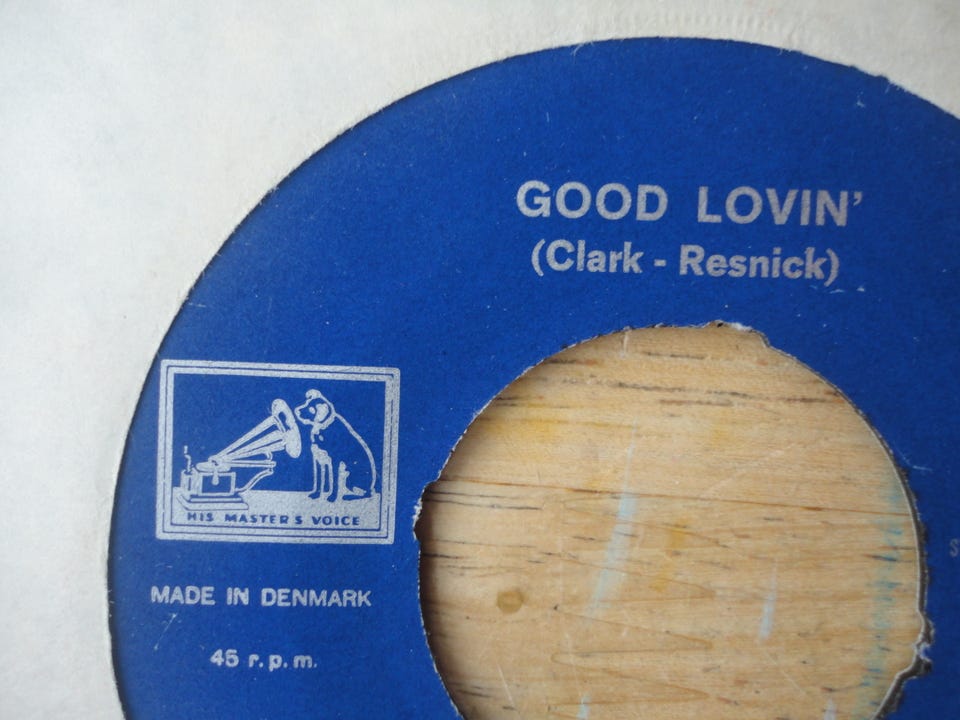 GOOD LOVIN'
(Clark - Resnick)
HIS MASTER'S VOICE
MADE IN DENMARK
45 r.p.m.
S